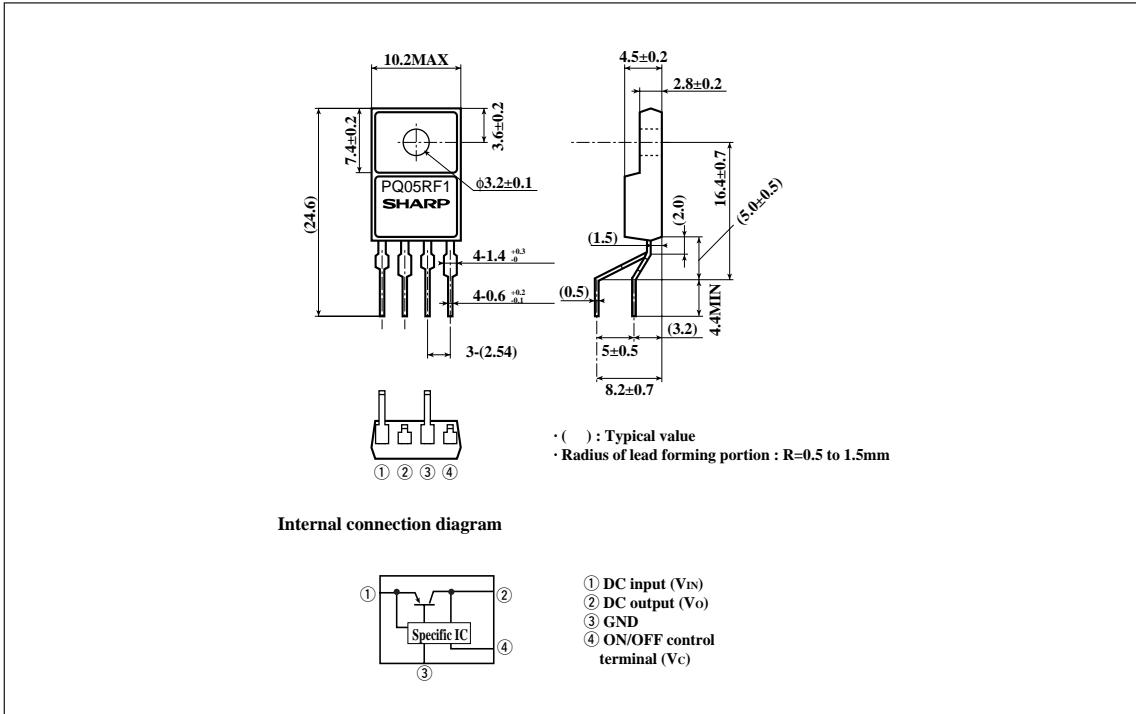 10.2MAX
7.4±0.2
3.6±0.2
(24.6)
ϕ3.2±0.1
PQ05RF1
SHARP
4-1.4 +0.3 -0
4-0.6 +0.2 -0.1
3-(2.54)
4.5±0.2
2.8±0.2
16.4±0.7
(5.0±0.5)
(2.0)
(1.5)
(0.5)
4.4MIN
(3.2)
5±0.5
8.2±0.7
① ② ③ ④
· ( ) : Typical value
· Radius of lead forming portion : R=0.5 to 1.5mm
Internal connection diagram
①
②
Specific IC
④
③
① DC input (VIN)
② DC output (VO)
③ GND
④ ON/OFF control
terminal (VC)